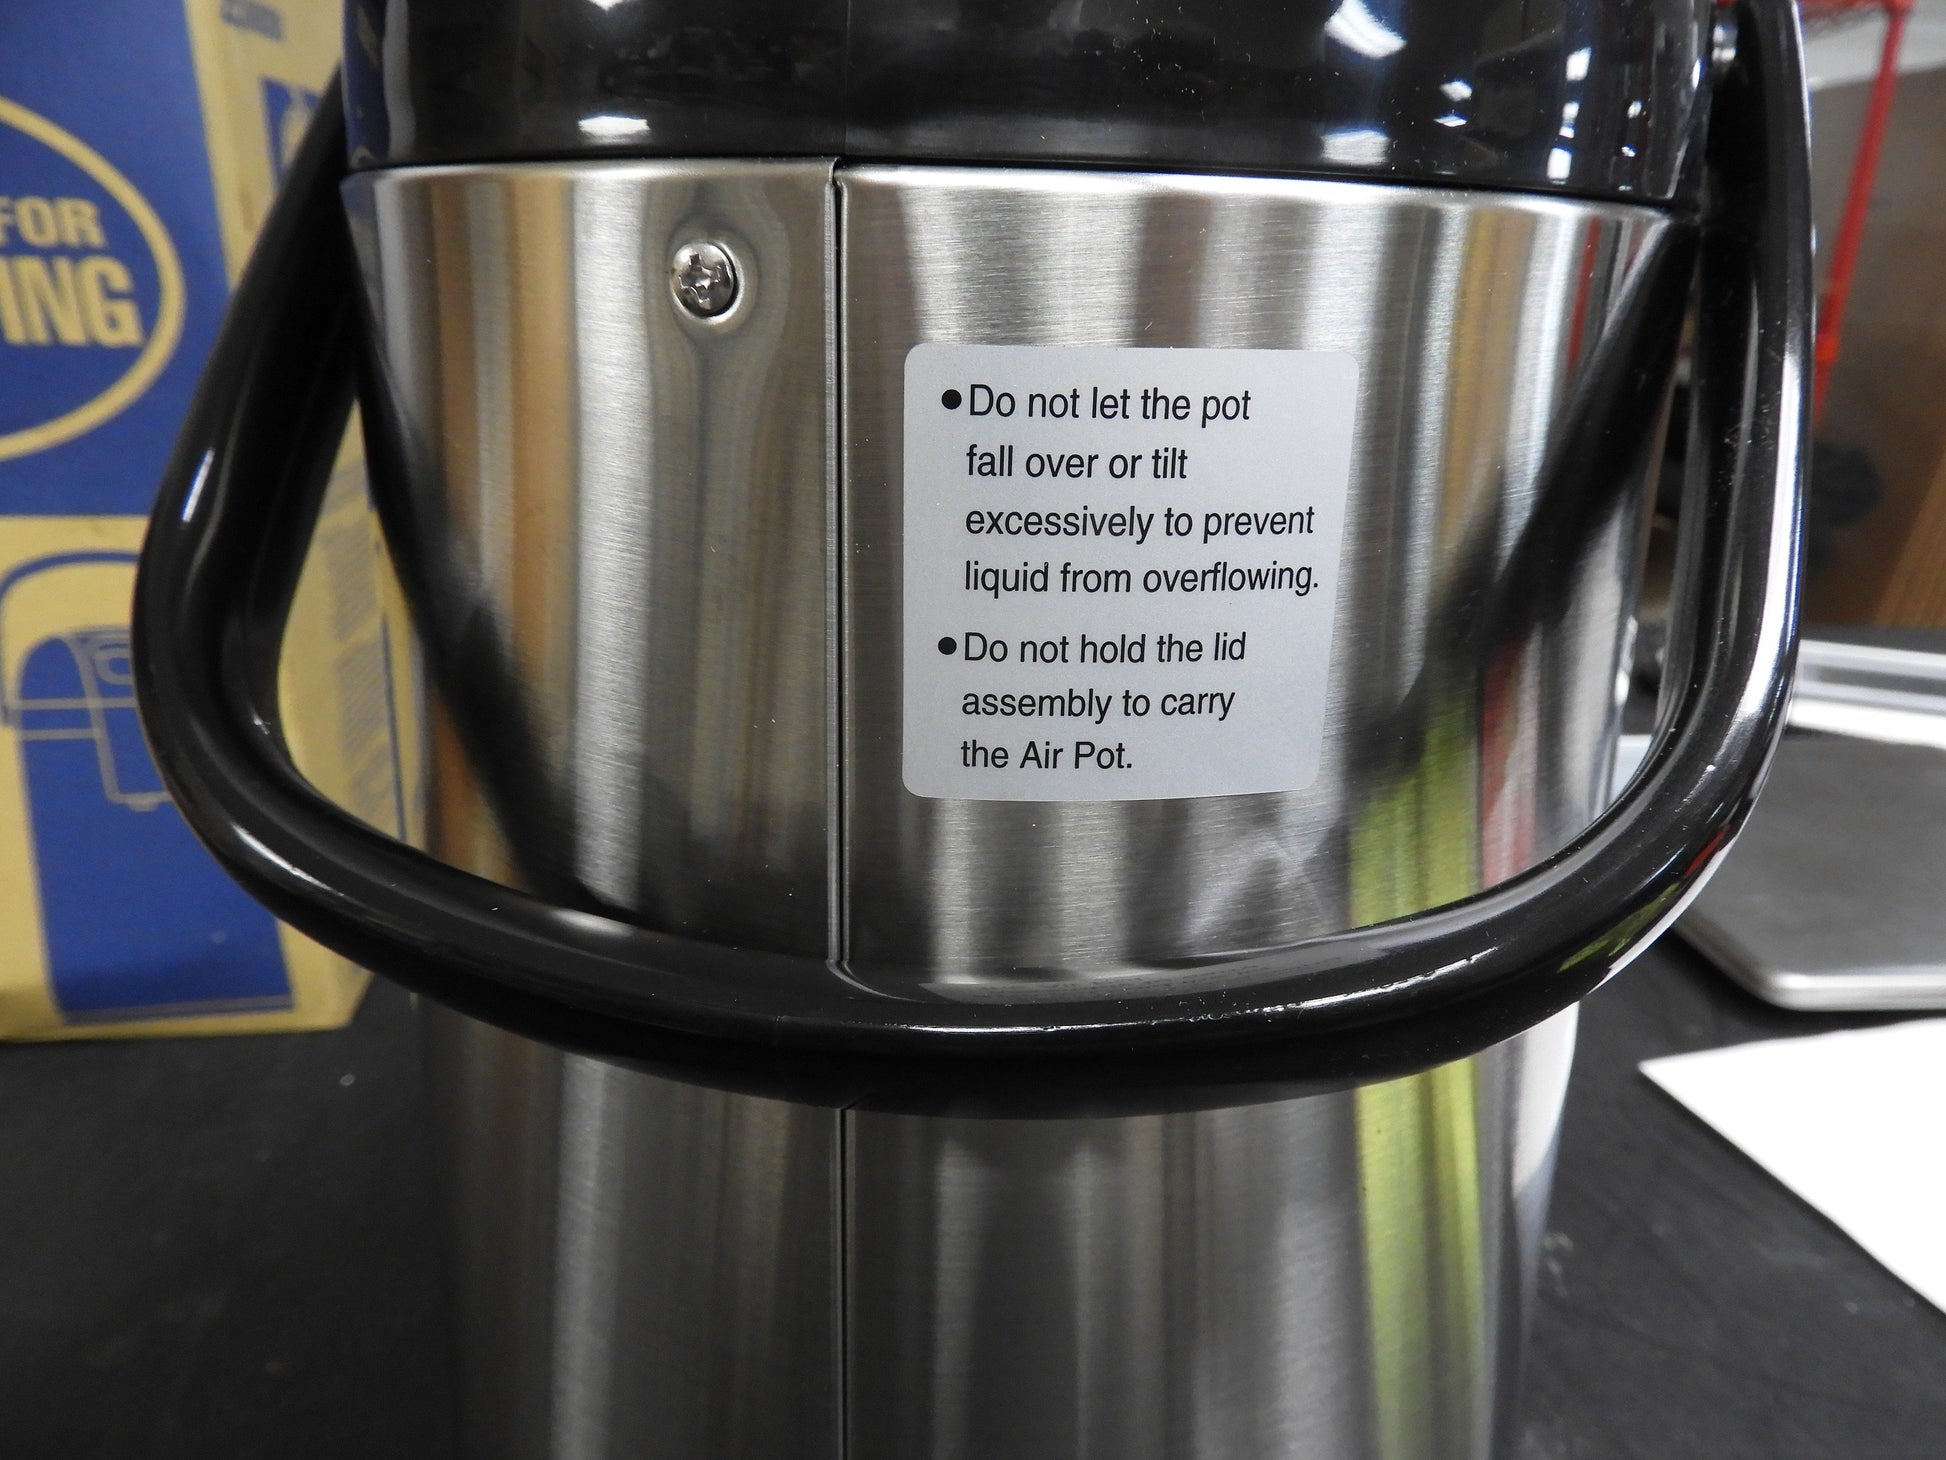 FOR
ING
●Do not let the pot
fall over or tilt
excessively to prevent
liquid from overflowing.
●Do not hold the lid
assembly to carry
the Air Pot.